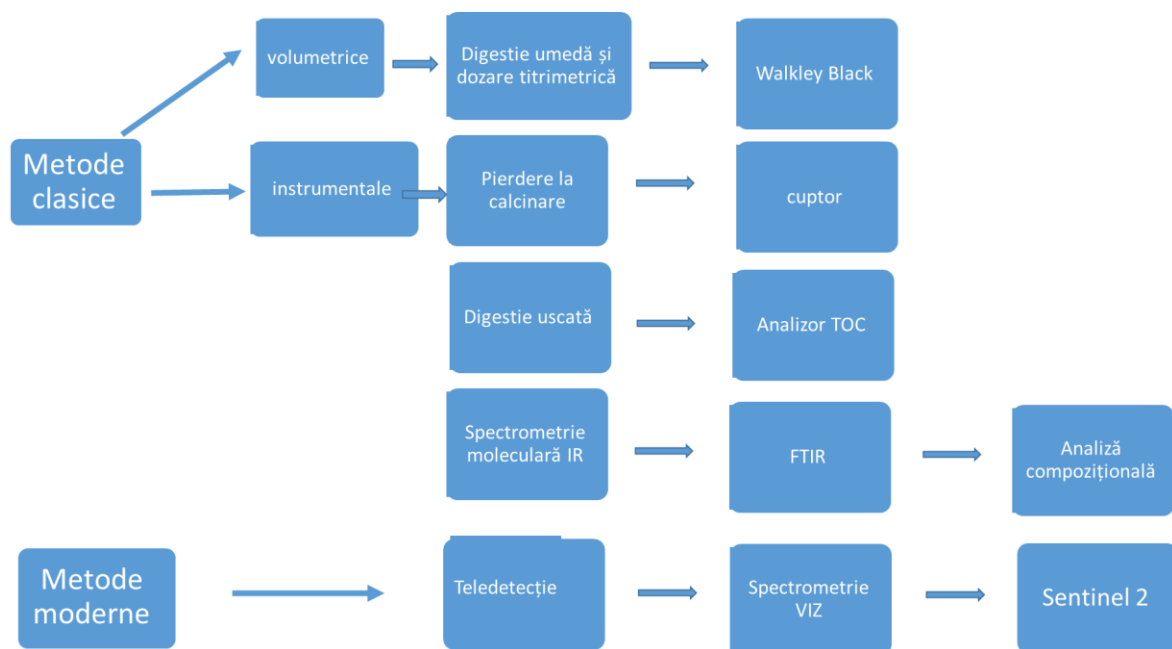 volumetrice
Digestie umedă și
dozare titrimetrică
Walkley Black
Metode
clasice
instrumentale
Pierdere la
calcinare
cuptor
Digestie uscată
Analizor TOC
Spectrometrie
moleculară IR
FTIR
Analiză
compozițională
Metode
moderne
Teledetecție
Spectrometrie
VIZ
Sentinel 2